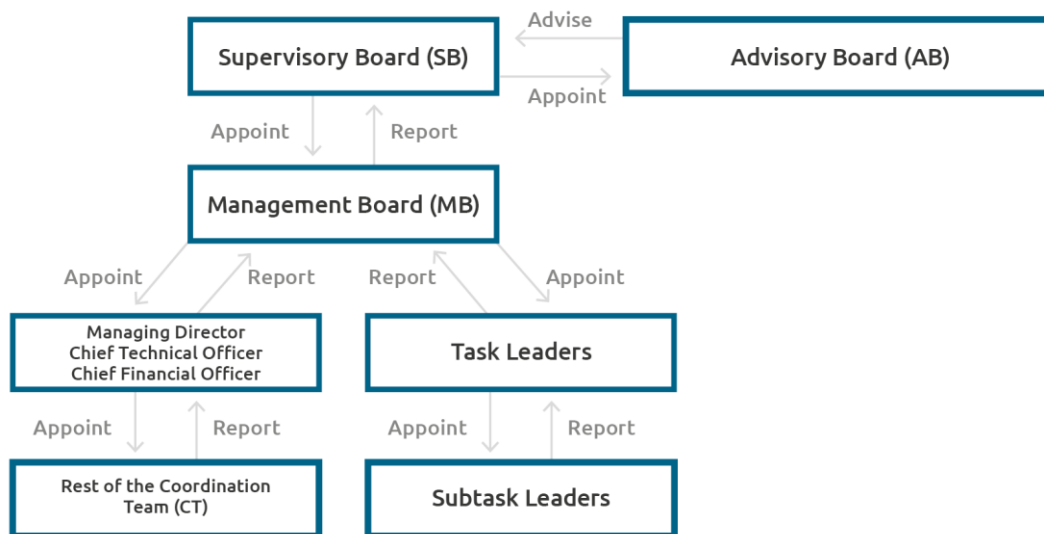 Advise
Supervisory Board (SB)
Advisory Board (AB)
Appoint
Appoint
Report
Management Board (MB)
Appoint
Report
Report
Appoint
Managing Director
Chief Technical Officer
Chief Financial Officer
Task Leaders
Appoint
Report
Appoint
Report
Rest of the Coordination
Team (CT)
Subtask Leaders